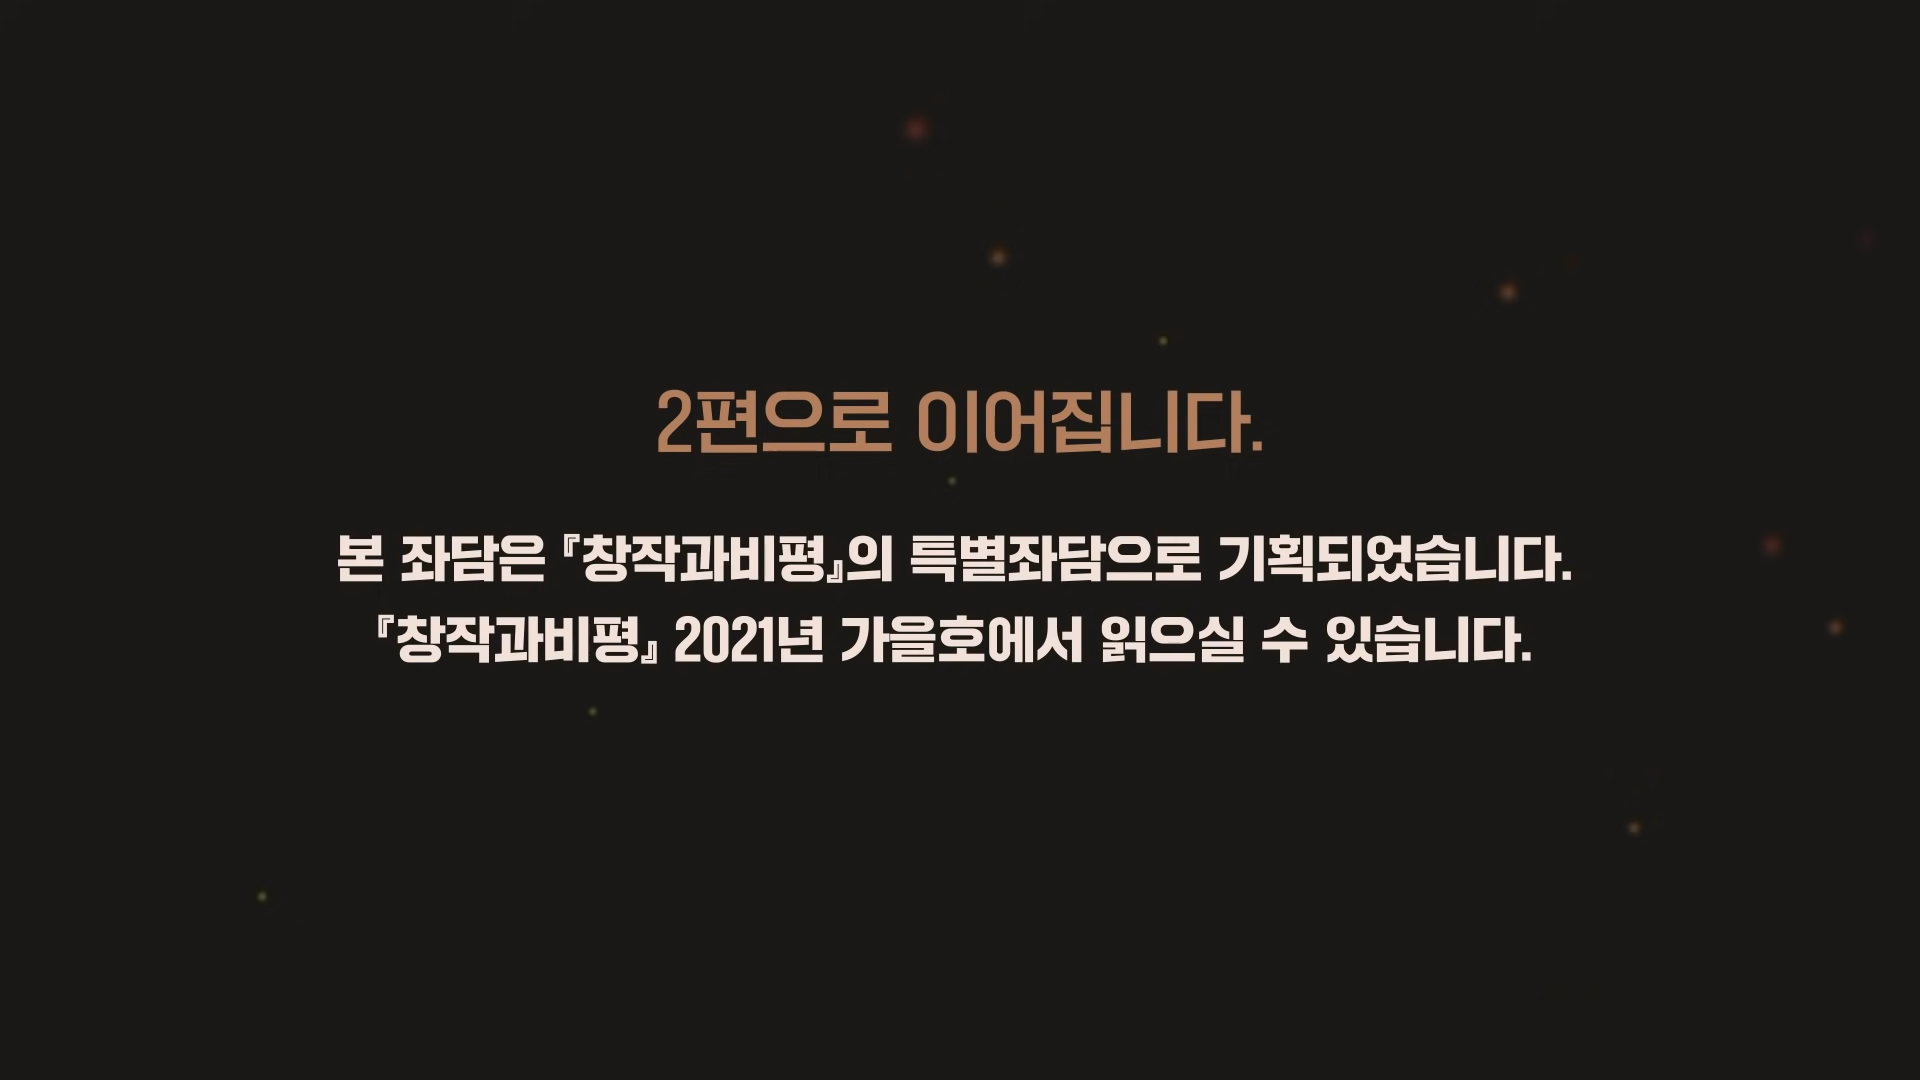 2편으로 이어집니다.
본 좌담은 『창작과비평』의 특별좌담으로 기획되었습니다.
『창작과비평』 2021년 가을호에서 읽으실 수 있습니다.